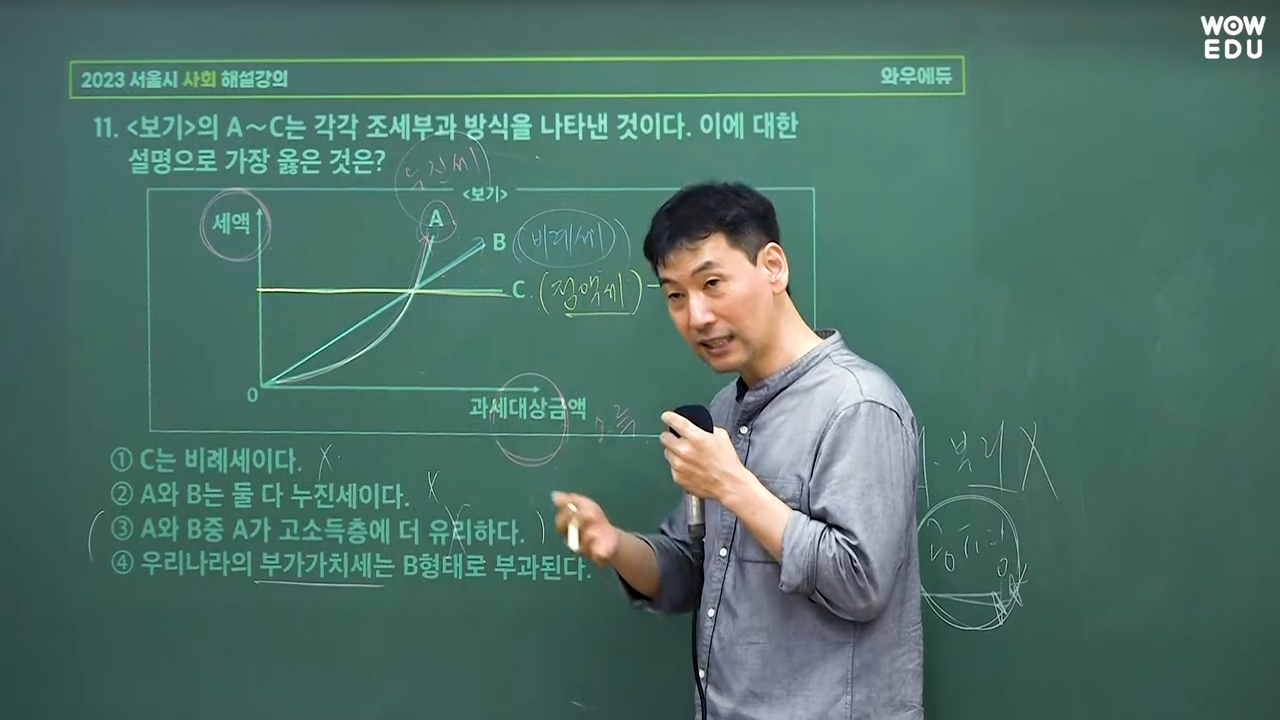 WOW
EDU
2023 서울시 사회 해설강의
와우에듀
11. <보기>의 A~C는 각각 조세부과 방식을 나타낸 것이다. 이에 대한
설명으로 가장 옳은 것은?
누진세
<보기>
세액
A
B (비례세)
C (정액세)
0
과세대상금액
소득
① C는 비례세이다. X
② A와 B는 둘 다 누진세이다. X
③ A와 B중 A가 고소득층에 더 유리하다. X
④ 우리나라의 부가가치세는 B형태로 부과된다.
X